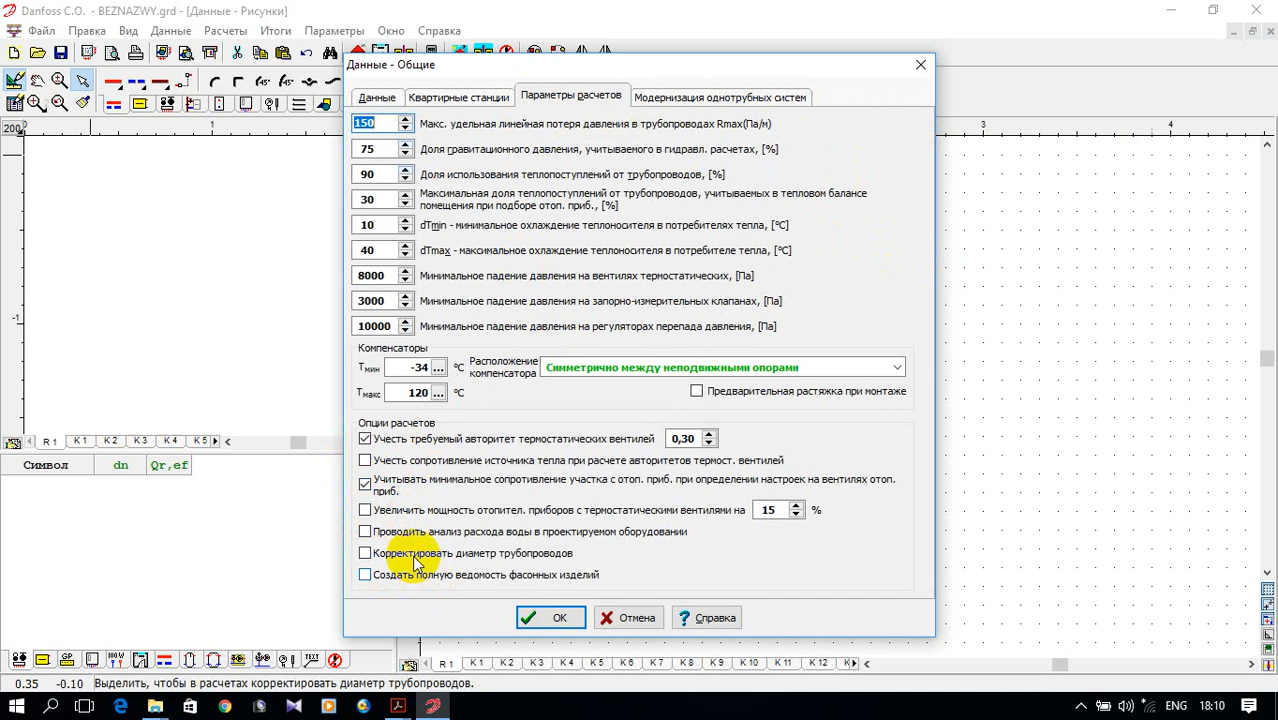 Danfoss C.O. - BEZNAZWY.grd - [Данные - Рисунки]
Файл Правка Вид Данные Расчеты Итоги Параметры Окно Справка
Данные - Общие
Данные Квартирные станции Параметры расчетов Модернизация однотрубных систем
150 Макс. удельная линейная потеря давления в трубопроводах Rmax(Па/м)
75 Доля гравитационного давления, учитываемого в гидравл. расчетах, [%]
90 Доля использования теплопоступлений от трубопроводов, [%]
30 Максимальная доля теплопоступлений от трубопроводов, учитываемых в тепловом балансе
помещения при подборе отоп. приб., [%]
10 dTmin - минимальное охлаждение теплоносителя в потребителях тепла, [°C]
40 dTmax - максимальное охлаждение теплоносителя в потребителе тепла, [°C]
8000 Минимальное падение давления на вентилях термостатических, [Па]
3000 Минимальное падение давления на запорно-измерительных клапанах, [Па]
10000 Минимальное падение давления на регуляторах перепада давления, [Па]
Компенсаторы
Tмин -34 ... °C Расположение компенсатора Симметрично между неподвижными опорами
Tмакс 120 ... °C Предварительная растяжка при монтаже
Опции расчетов
Учесть требуемый авторитет термостатических вентилей 0,30
Учесть сопротивление источника тепла при расчете авторитетов термост. вентилей
Учитывать минимальное сопротивление участка с отоп. приб. при определении настроек на вентилях отоп.
приб.
Увеличить мощность отопител. приборов с термостатическими вентилями на 15 %
Проводить анализ расхода воды в проектируемом оборудовании
Корректировать диаметр трубопроводов
Создать полную ведомость фасонных изделий
OK Отмена Справка
200
1
3
4
-1
R 1 K 1 K 2 K 3 K 4 K 5
Символ dn Qr,ef
R 1 K 1 K 2 K 3 K 4 K 5 K 6 K 7 K 8 K 9 K 10 K 11 K 12
0.35 -0.10 Выделить, чтобы в расчетах корректировать диаметр трубопроводов.
ENG 18:10